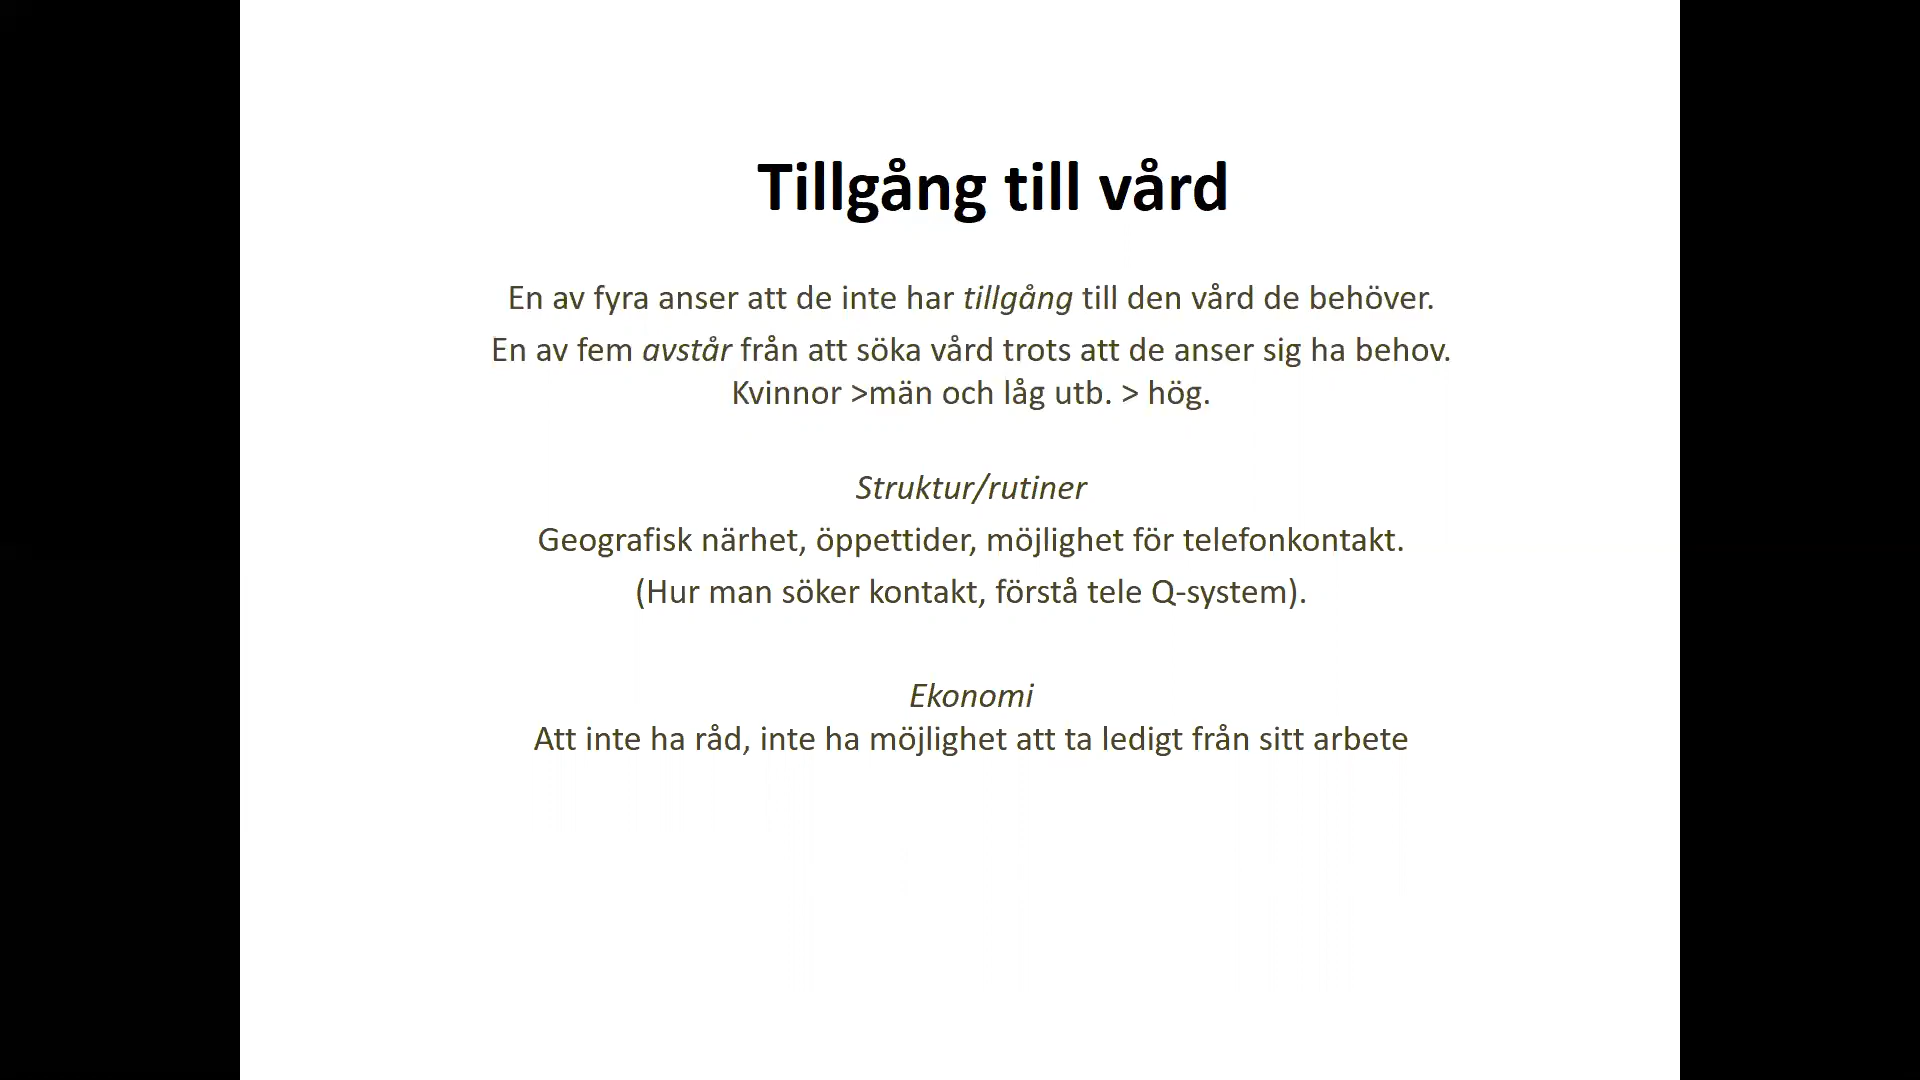 Tillgång till vård
En av fyra anser att de inte har tillgång till den vård de behöver.
En av fem avstår från att söka vård trots att de anser sig ha behov.
Kvinnor >män och låg utb. > hög.
Struktur/rutiner
Geografisk närhet, öppettider, möjlighet för telefonkontakt.
(Hur man söker kontakt, förstå tele Q-system).
Ekonomi
Att inte ha råd, inte ha möjlighet att ta ledigt från sitt arbete